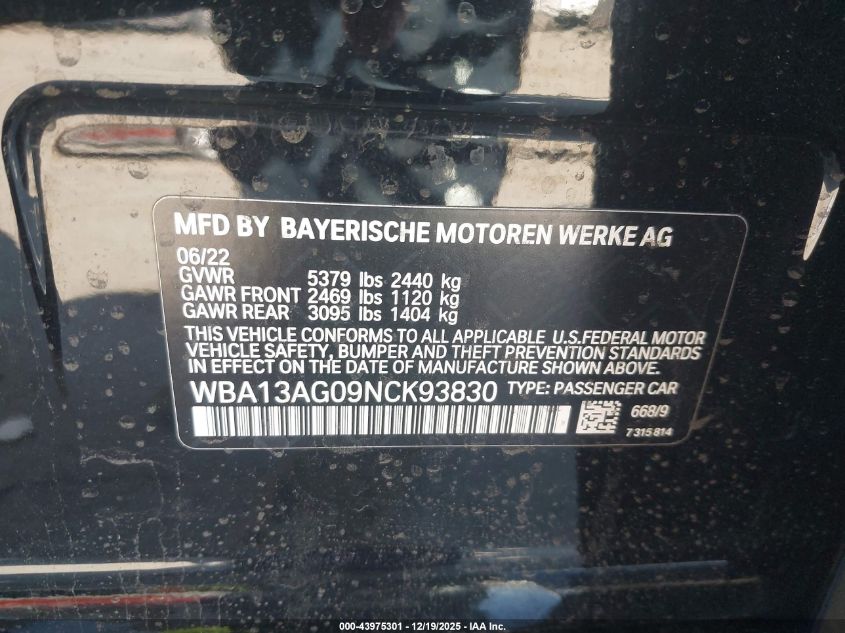 MFD BY BAYERISCHE MOTOREN WERKE AG
06/22
GVWR 5379 lbs 2440 kg
GAWR FRONT 2469 lbs 1120 kg
GAWR REAR 3095 lbs 1404 kg
THIS VEHICLE CONFORMS TO ALL APPLICABLE U.S.FEDERAL MOTOR
VEHICLE SAFETY, BUMPER AND THEFT PREVENTION STANDARDS
IN EFFECT ON THE DATE OF MANUFACTURE SHOWN ABOVE.
WBA13AG09NCK93830 TYPE: PASSENGER CAR
668/9
7315814
000-43975301 - 12/19/2025 - IAA Inc.